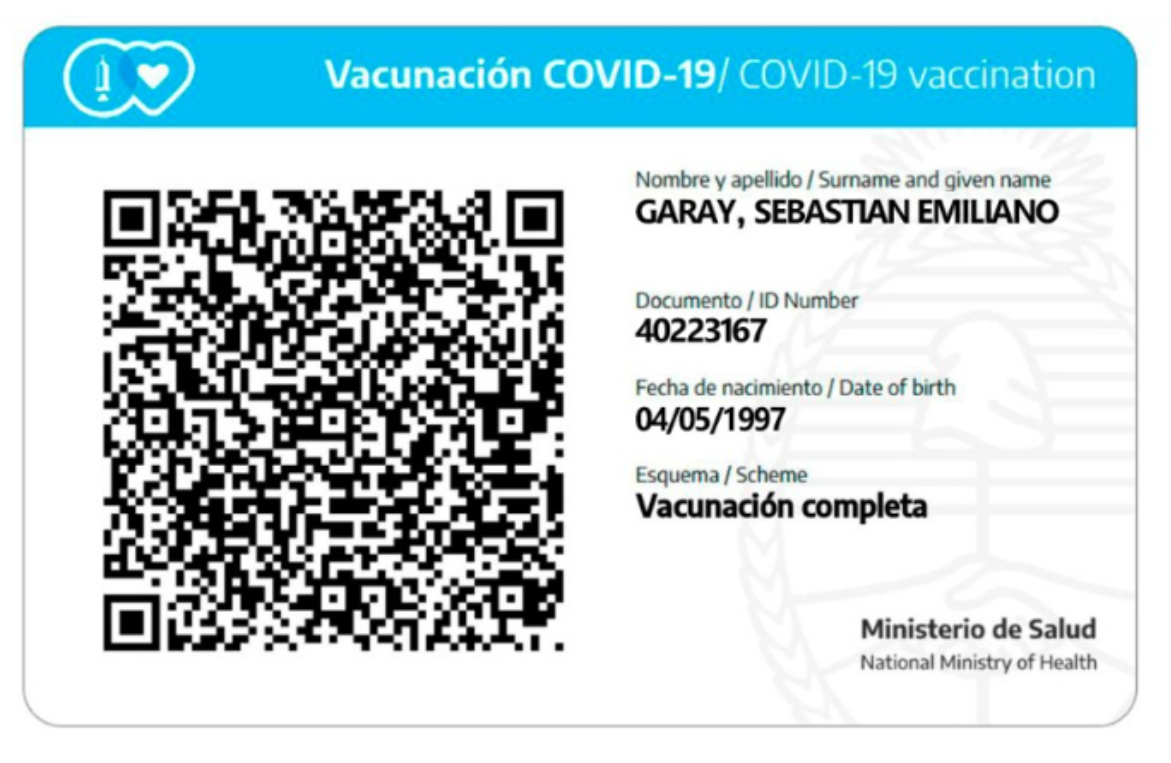 Vacunación COVID-19/ COVID-19 vaccination
Nombre y apellido / Surname and given name
GARAY, SEBASTIAN EMILIANO
Documento / ID Number
40223167
Fecha de nacimiento / Date of birth
04/05/1997
Esquema / Scheme
Vacunación completa
Ministerio de Salud
National Ministry of Health